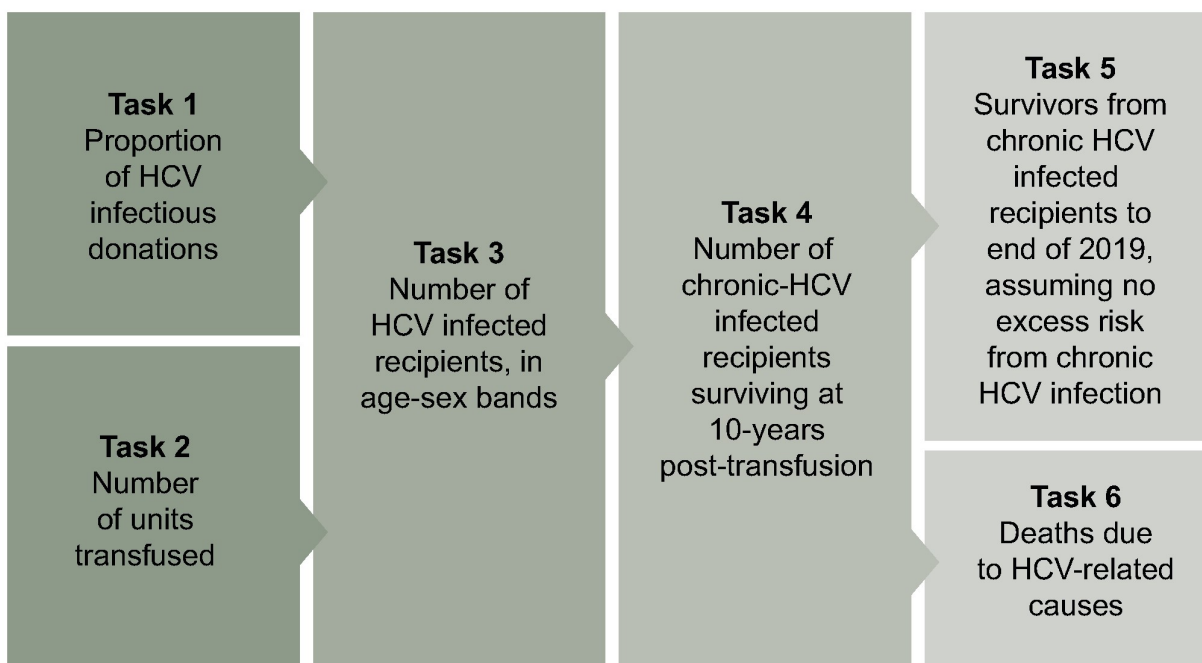 Task 1
Proportion
of HCV
infectious
donations
Task 2
Number
of units
transfused
Task 3
Number of
HCV infected
recipients, in
age-sex bands
Task 4
Number of
chronic-HCV
infected
recipients
surviving at
10-years
post-transfusion
Task 5
Survivors from
chronic HCV
infected
recipients to
end of 2019,
assuming no
excess risk
from chronic
HCV infection
Task 6
Deaths due
to HCV-related
causes